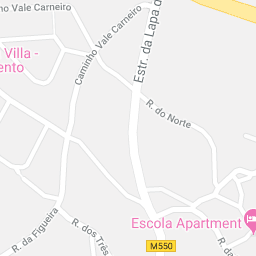 Vale Carneiro
Caminho Vale Carneiro
Estr. da Lapa d
Villa -
ento
R. do Norte
R. da Figueira
R. dos Três
Escola Apartment
M550
R. da